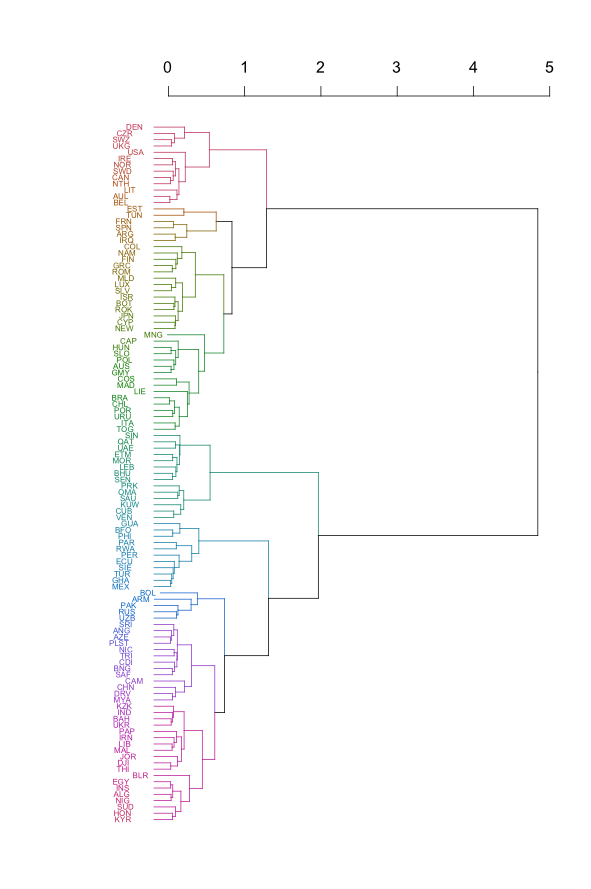 0 1 2 3 4 5
DEN
CZR
SWZ
UKG
USA
IRE
NOR
SWD
CAN
NTH
LIT
AUL
BEL
EST
TUN
FRN
SPN
ARG
IRQ
COL
NAM
FIN
GRC
ROM
MLD
LUX
SLV
ISR
BOT
ROK
JPN
CYP
NEW
MNG
CAP
HUN
SLO
POL
AUS
GMY
COS
MAD
LIE
BRA
CHL
POR
URU
ITA
TOG
SIN
QAT
UAE
ETM
MOR
LEB
BHU
SEN
PRK
OMA
SAU
KUW
CUB
VEN
GUA
BFO
PHI
PAR
RWA
PER
ECU
SIE
TUR
GHA
MEX
BOL
ARM
PAK
RUS
UZB
SRI
ANG
AZE
PLST
NIC
TRI
CDI
BNG
SAF
CAM
CHN
DRV
MYA
KZK
IND
BAH
UKR
PAP
IRN
LIB
MAL
JOR
DJI
THI
BLR
EGY
INS
ALG
NIG
SUD
HON
KYR